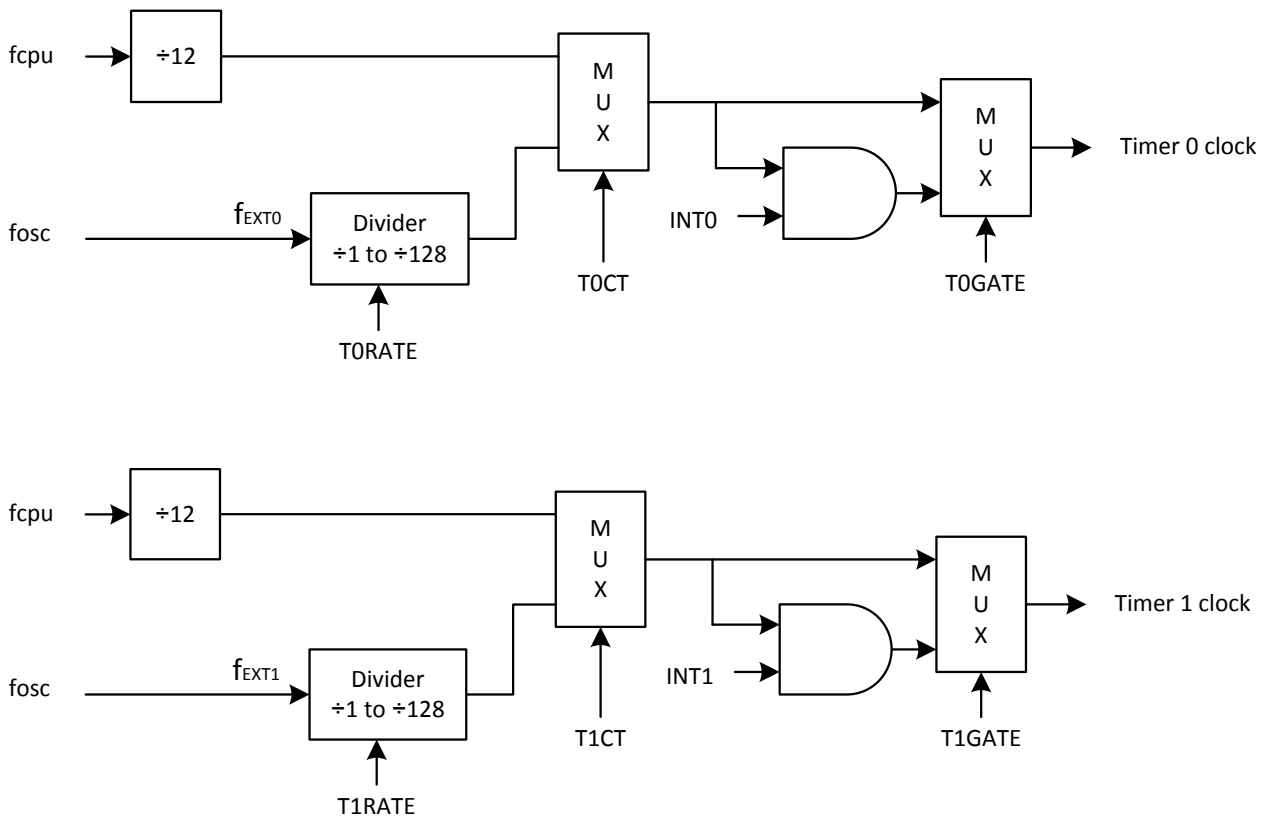 fcpu
÷12
M
U
X
M
U
X
Timer 0 clock
fosc
fEXT0
Divider
÷1 to ÷128
INT0
T0CT
T0GATE
T0RATE
fcpu
÷12
M
U
X
M
U
X
Timer 1 clock
fosc
fEXT1
Divider
÷1 to ÷128
INT1
T1CT
T1GATE
T1RATE